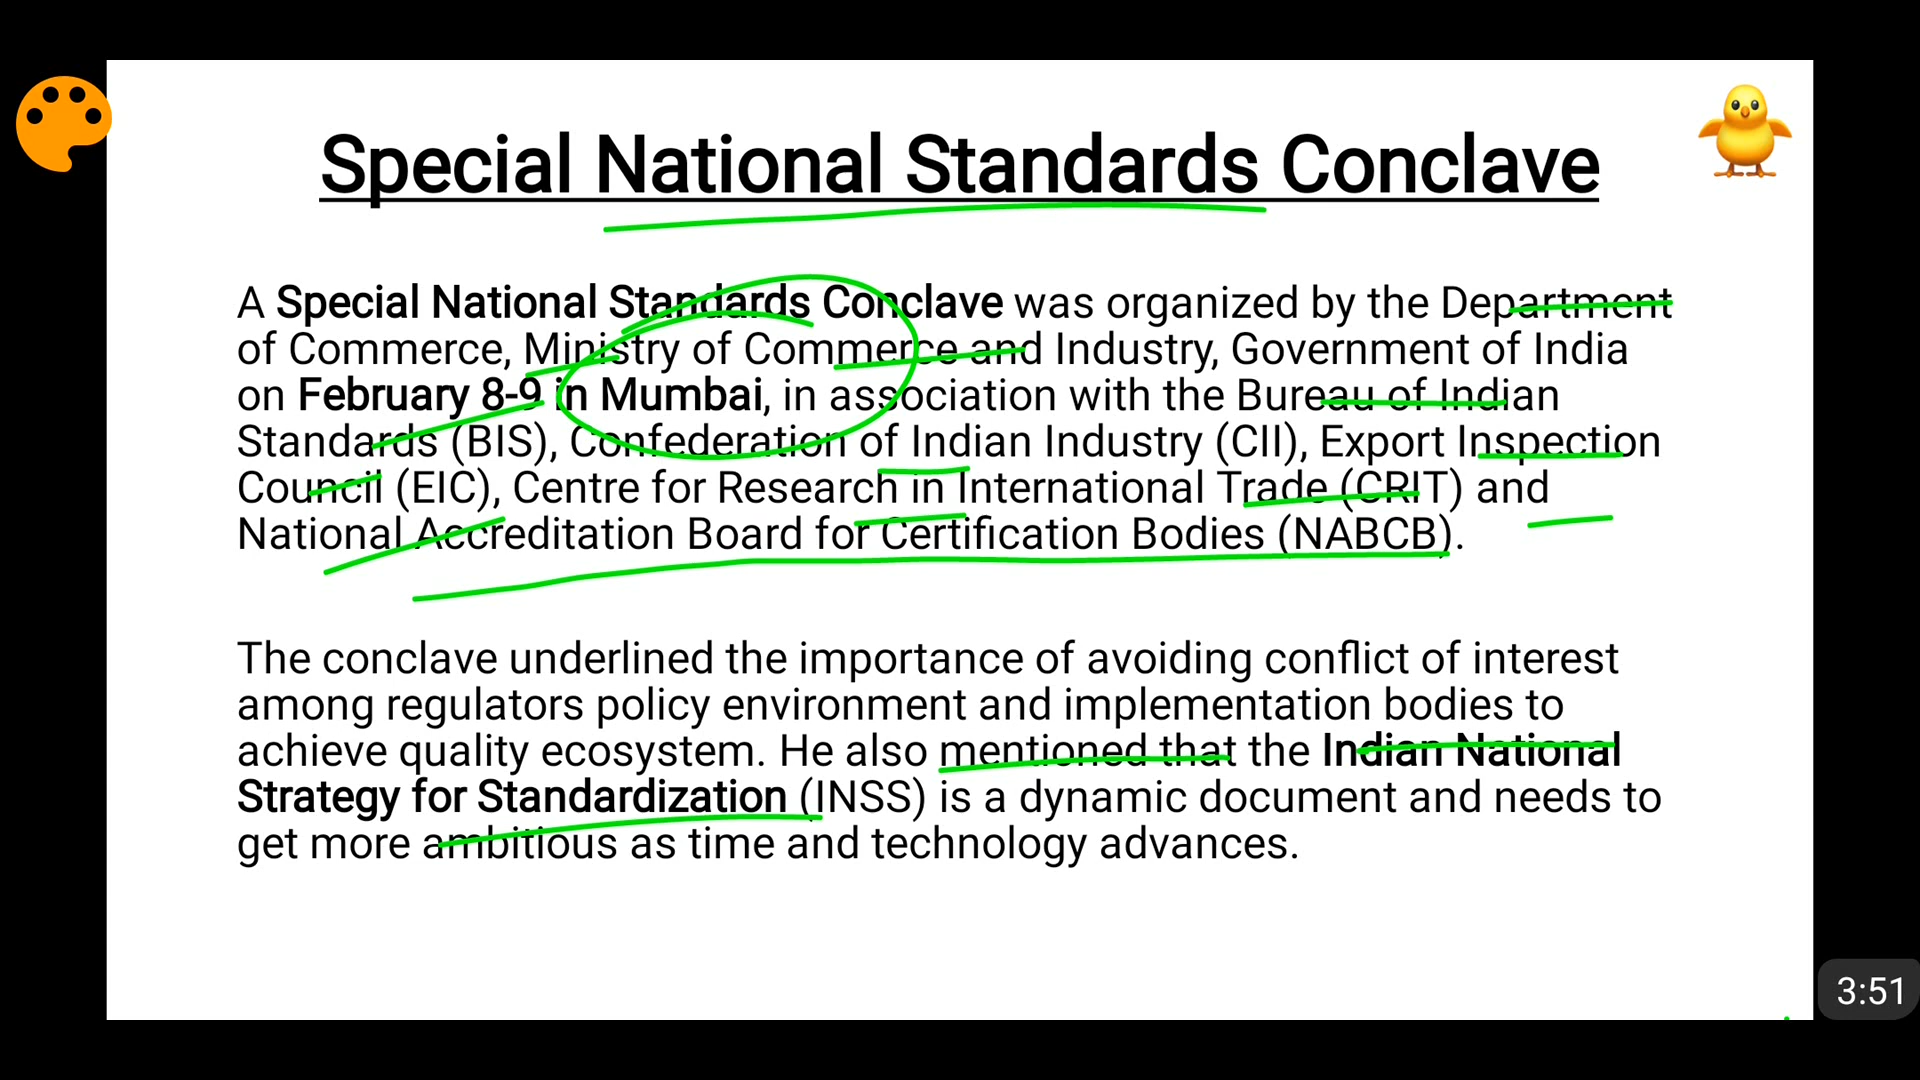 Special National Standards Conclave
A Special National Standards Conclave was organized by the Department
of Commerce, Ministry of Commerce and Industry, Government of India
on February 8-9 in Mumbai, in association with the Bureau of Indian
Standards (BIS), Confederation of Indian Industry (CII), Export Inspection
Council (EIC), Centre for Research in International Trade (CRIT) and
National Accreditation Board for Certification Bodies (NABCB).
The conclave underlined the importance of avoiding conflict of interest
among regulators policy environment and implementation bodies to
achieve quality ecosystem. He also mentioned that the Indian National
Strategy for Standardization (INSS) is a dynamic document and needs to
get more ambitious as time and technology advances.
3:51